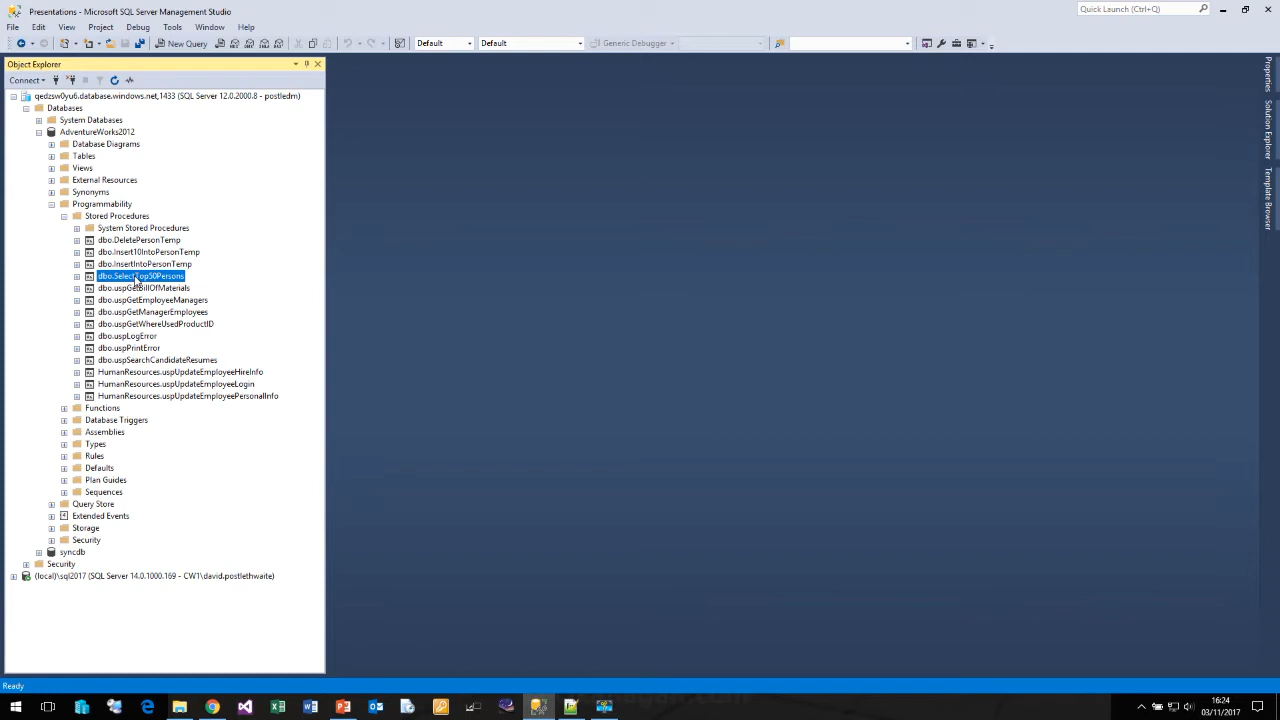 Presentations - Microsoft SQL Server Management Studio
Quick Launch (Ctrl+Q)
File Edit View Project Debug Tools Window Help
New Query Default Default Generic Debugger
Object Explorer
Connect
qedzsw0yu6.database.windows.net,1433 (SQL Server 12.0.2000.8 - postledm)
Databases
System Databases
AdventureWorks2012
Database Diagrams
Tables
Views
External Resources
Synonyms
Programmability
Stored Procedures
System Stored Procedures
dbo.DeletePersonTemp
dbo.Insert10IntoPersonTemp
dbo.InsertIntoPersonTemp
dbo.SelectTop50Persons
dbo.uspGetBillOfMaterials
dbo.uspGetEmployeeManagers
dbo.uspGetManagerEmployees
dbo.uspGetWhereUsedProductID
dbo.uspLogError
dbo.uspPrintError
dbo.uspSearchCandidateResumes
HumanResources.uspUpdateEmployeeHireInfo
HumanResources.uspUpdateEmployeeLogin
HumanResources.uspUpdateEmployeePersonalInfo
Functions
Database Triggers
Assemblies
Types
Rules
Defaults
Plan Guides
Sequences
Query Store
Extended Events
Storage
Security
syncdb
Security
(local)\sql2017 (SQL Server 14.0.1000.169 - CW1\david.postlethwaite)
Properties
Solution Explorer
Template Browser
Ready
16:24
03/11/2017